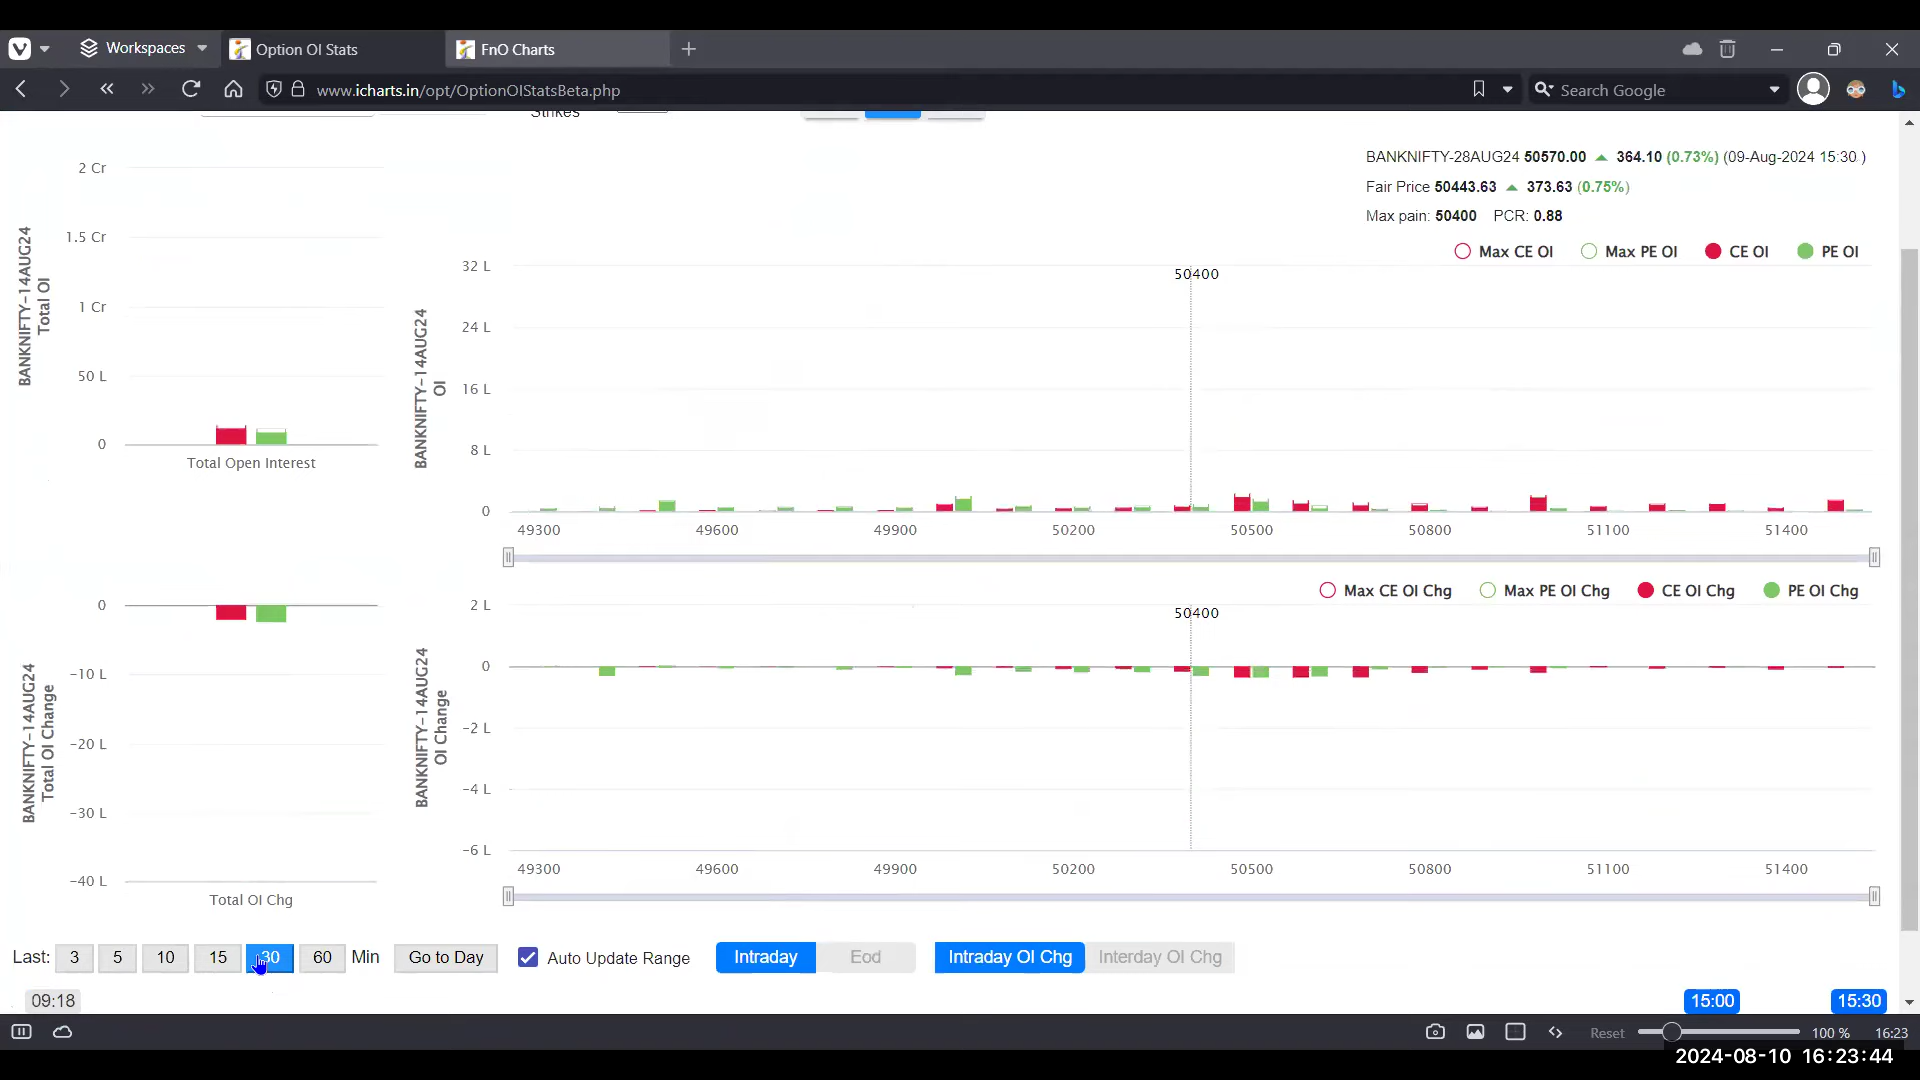 Workspaces
Option OI Stats
FnO Charts
www.icharts.in/opt/OptionOIStatsBeta.php
Search Google
Strikes
BANKNIFTY-28AUG24 50570.00 ▲ 364.10 (0.73%) (09-Aug-2024 15:30 )
Fair Price 50443.63 ▲ 373.63 (0.75%)
Max pain: 50400 PCR: 0.88
Max CE OI Max PE OI CE OI PE OI
BANKNIFTY-14AUG24
Total OI
2 Cr
1.5 Cr
1 Cr
50 L
0
Total Open Interest
BANKNIFTY-14AUG24
OI
32 L
24 L
16 L
8 L
0
50400
49300 49600 49900 50200 50500 50800 51100 51400
Max CE OI Chg Max PE OI Chg CE OI Chg PE OI Chg
BANKNIFTY-14AUG24
Total OI Change
0
-10 L
-20 L
-30 L
-40 L
Total OI Chg
BANKNIFTY-14AUG24
OI Change
2 L
0
-2 L
-4 L
-6 L
50400
49300 49600 49900 50200 50500 50800 51100 51400
Last: 3 5 10 15 30 60 Min Go to Day Auto Update Range Intraday Eod Intraday OI Chg Interday OI Chg
09:18 15:00 15:30
Reset 100 % 16:23
2024-08-10 16:23:44